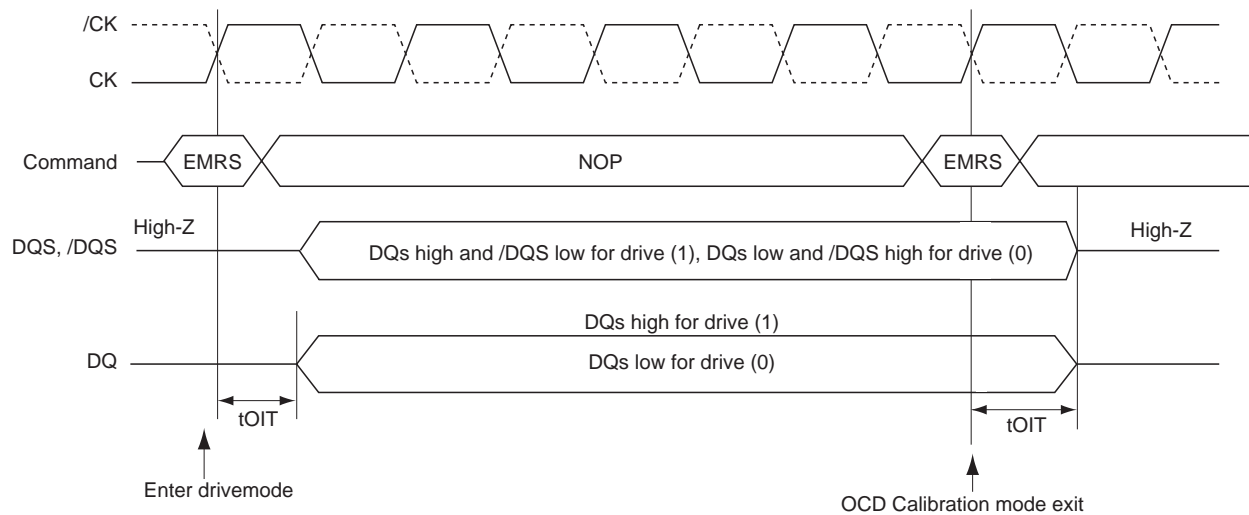 /CK
CK
Command
EMRS
NOP
EMRS
High-Z
High-Z
DQS, /DQS
DQs high and /DQS low for drive (1), DQs low and /DQS high for drive (0)
DQs high for drive (1)
DQ
DQs low for drive (0)
tOIT
tOIT
Enter drivemode
OCD Calibration mode exit